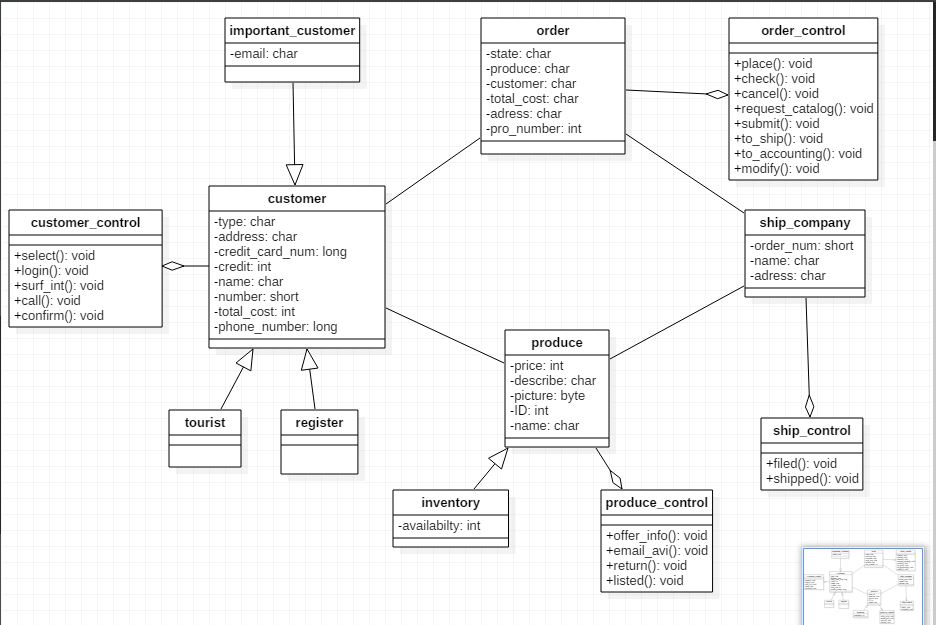 important_customer
-email: char
order
-state: char
-produce: char
-customer: char
-total_cost: char
-adress: char
-pro_number: int
order_control
+place(): void
+check(): void
+cancel(): void
+request_catalog(): void
+submit(): void
+to_ship(): void
+to_accounting(): void
+modify(): void
customer_control
+select(): void
+login(): void
+surf_int(): void
+call(): void
+confirm(): void
customer
-type: char
-address: char
-credit_card_num: long
-credit: int
-name: char
-number: short
-total_cost: int
-phone_number: long
ship_company
-order_num: short
-name: char
-adress: char
produce
-price: int
-describe: char
-picture: byte
-ID: int
-name: char
tourist
register
ship_control
+filed(): void
+shipped(): void
inventory
-availabilty: int
produce_control
+offer_info(): void
+email_avi(): void
+return(): void
+listed(): void